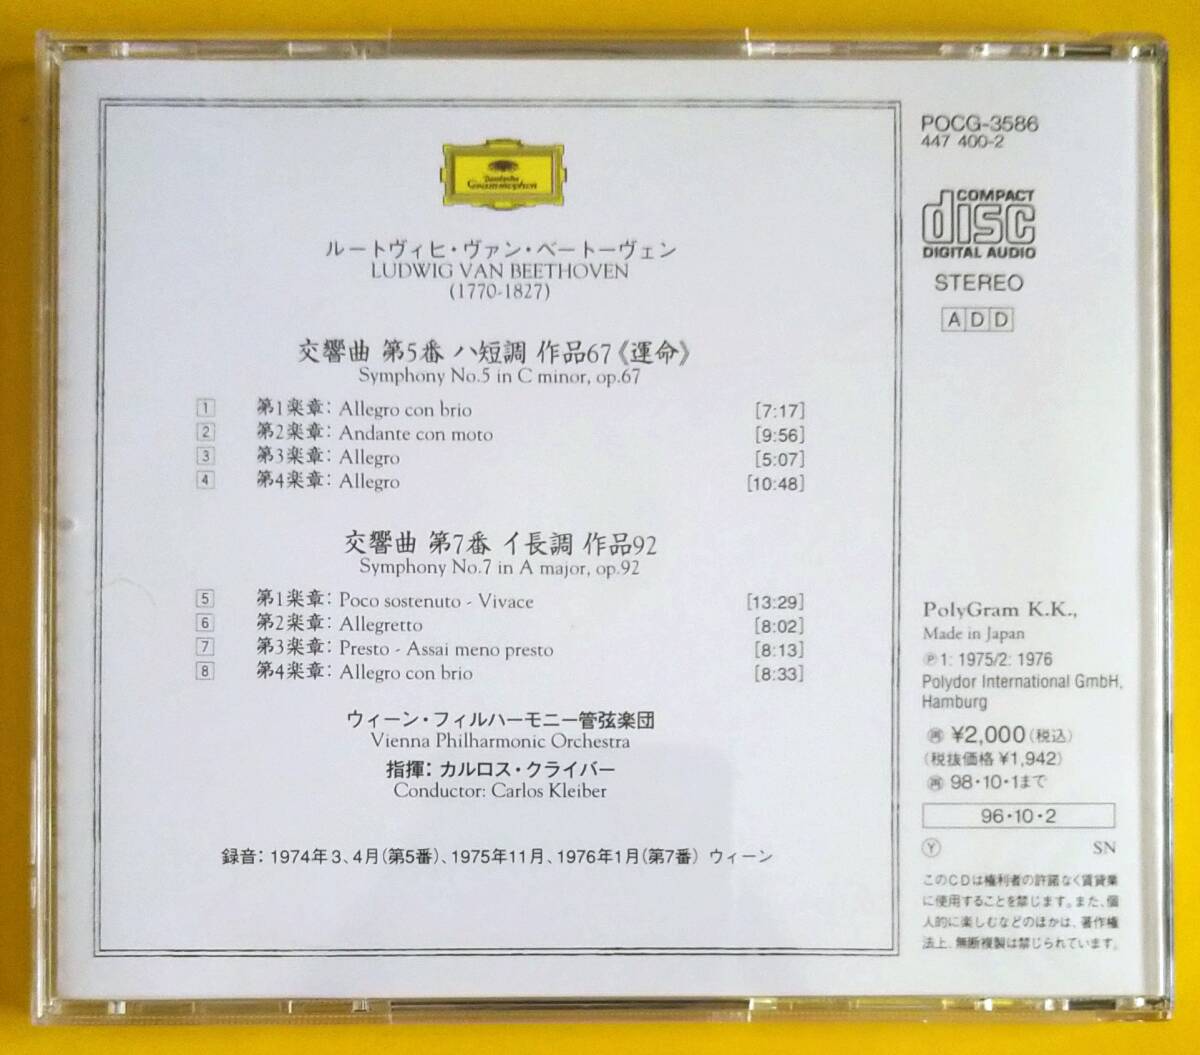 Deutsche
Grammophon
ルートヴィヒ・ヴァン・ベートーヴェン
LUDWIG VAN BEETHOVEN
(1770-1827)
交響曲 第5番 ハ短調 作品67《運命》
Symphony No.5 in C minor, op.67
1 第1楽章: Allegro con brio [7:17]
2 第2楽章: Andante con moto [9:56]
3 第3楽章: Allegro [5:07]
4 第4楽章: Allegro [10:48]
交響曲 第7番 イ長調 作品92
Symphony No.7 in A major, op.92
5 第1楽章: Poco sostenuto - Vivace [13:29]
6 第2楽章: Allegretto [8:02]
7 第3楽章: Presto - Assai meno presto [8:13]
8 第4楽章: Allegro con brio [8:33]
ウィーン・フィルハーモニー管弦楽団
Vienna Philharmonic Orchestra
指揮: カルロス・クライバー
Conductor: Carlos Kleiber
録音: 1974年3、4月(第5番)、1975年11月、1976年1月(第7番) ウィーン
POCG-3586
447 400-2
COMPACT
disc
DIGITAL AUDIO
STEREO
ADD
PolyGram K.K.,
Made in Japan
℗1: 1975/2: 1976
Polydor International GmbH,
Hamburg
㊢ ¥2,000(税込)
(税抜価格 ¥1,942)
98・10・1まで
96・10・2
Ⓨ SN
このCDは権利者の許諾なく賃貸業
に使用することを禁じます。また、個
人的に楽しむなどのほかは、著作権
法上、無断複製は禁じられています。